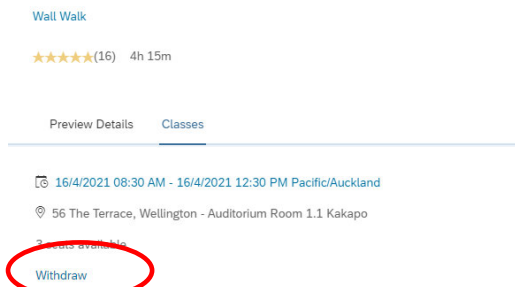 Wall Walk
(16) 4h 15m
Preview Details Classes
16/4/2021 08:30 AM - 16/4/2021 12:30 PM Pacific/Auckland
56 The Terrace, Wellington - Auditorium Room 1.1 Kakapo
3 seats available
Withdraw